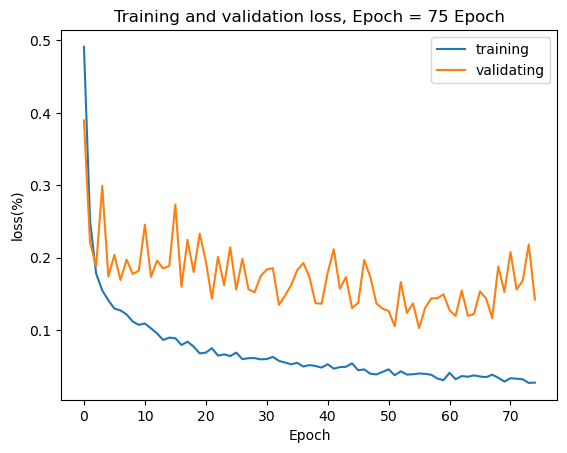 Training and validation loss, Epoch = 75 Epoch
training
validating
loss(%)
0.5
0.4
0.3
0.2
0.1
0 10 20 30 40 50 60 70
Epoch